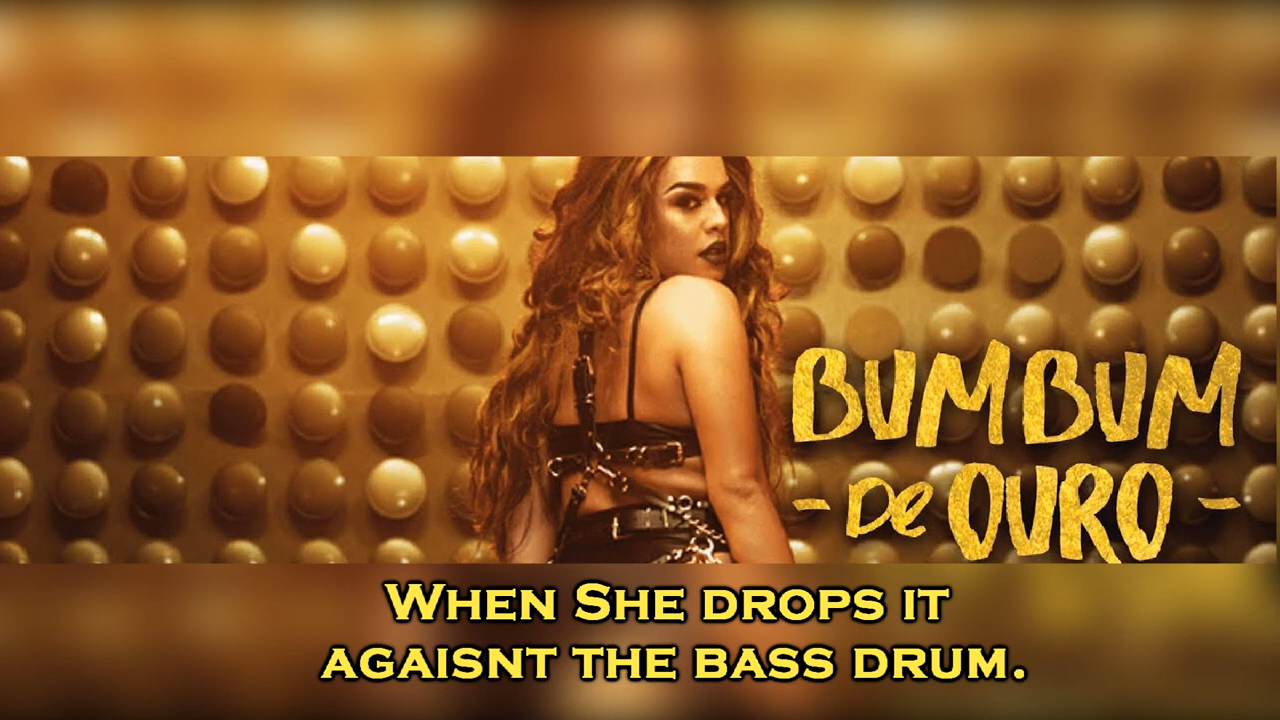 BUMBUM
- De OURO -
WHEN SHE DROPS IT
AGAISNT THE BASS DRUM.